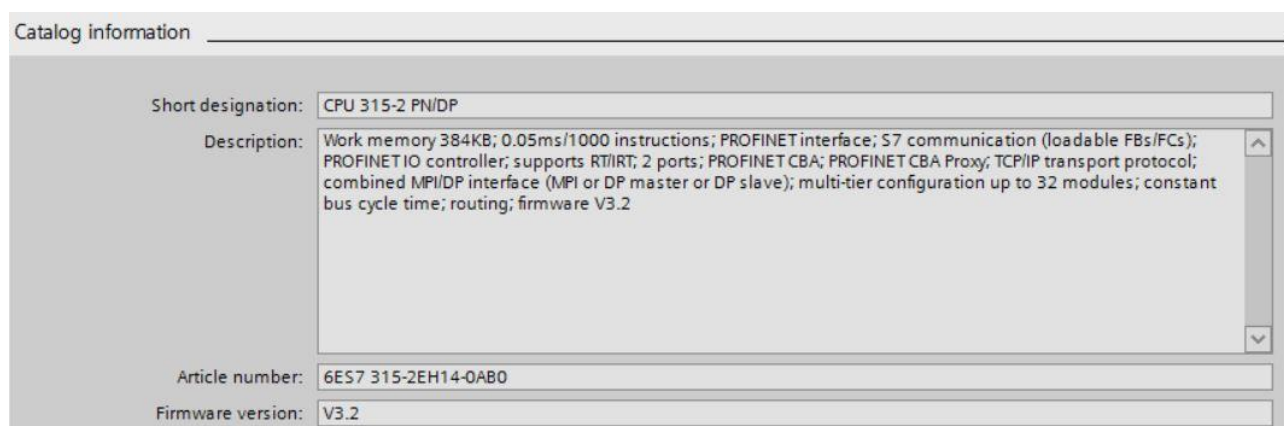 Catalog information
Short designation: CPU 315-2 PN/DP
Description: Work memory 384KB; 0.05ms/1000 instructions; PROFINET interface; S7 communication (loadable FBs/FCs);
PROFINET IO controller; supports RT/IRT; 2 ports; PROFINET CBA; PROFINET CBA Proxy; TCP/IP transport protocol;
combined MPI/DP interface (MPI or DP master or DP slave); multi-tier configuration up to 32 modules; constant
bus cycle time; routing; firmware V3.2
Article number: 6ES7 315-2EH14-0AB0
Firmware version: V3.2